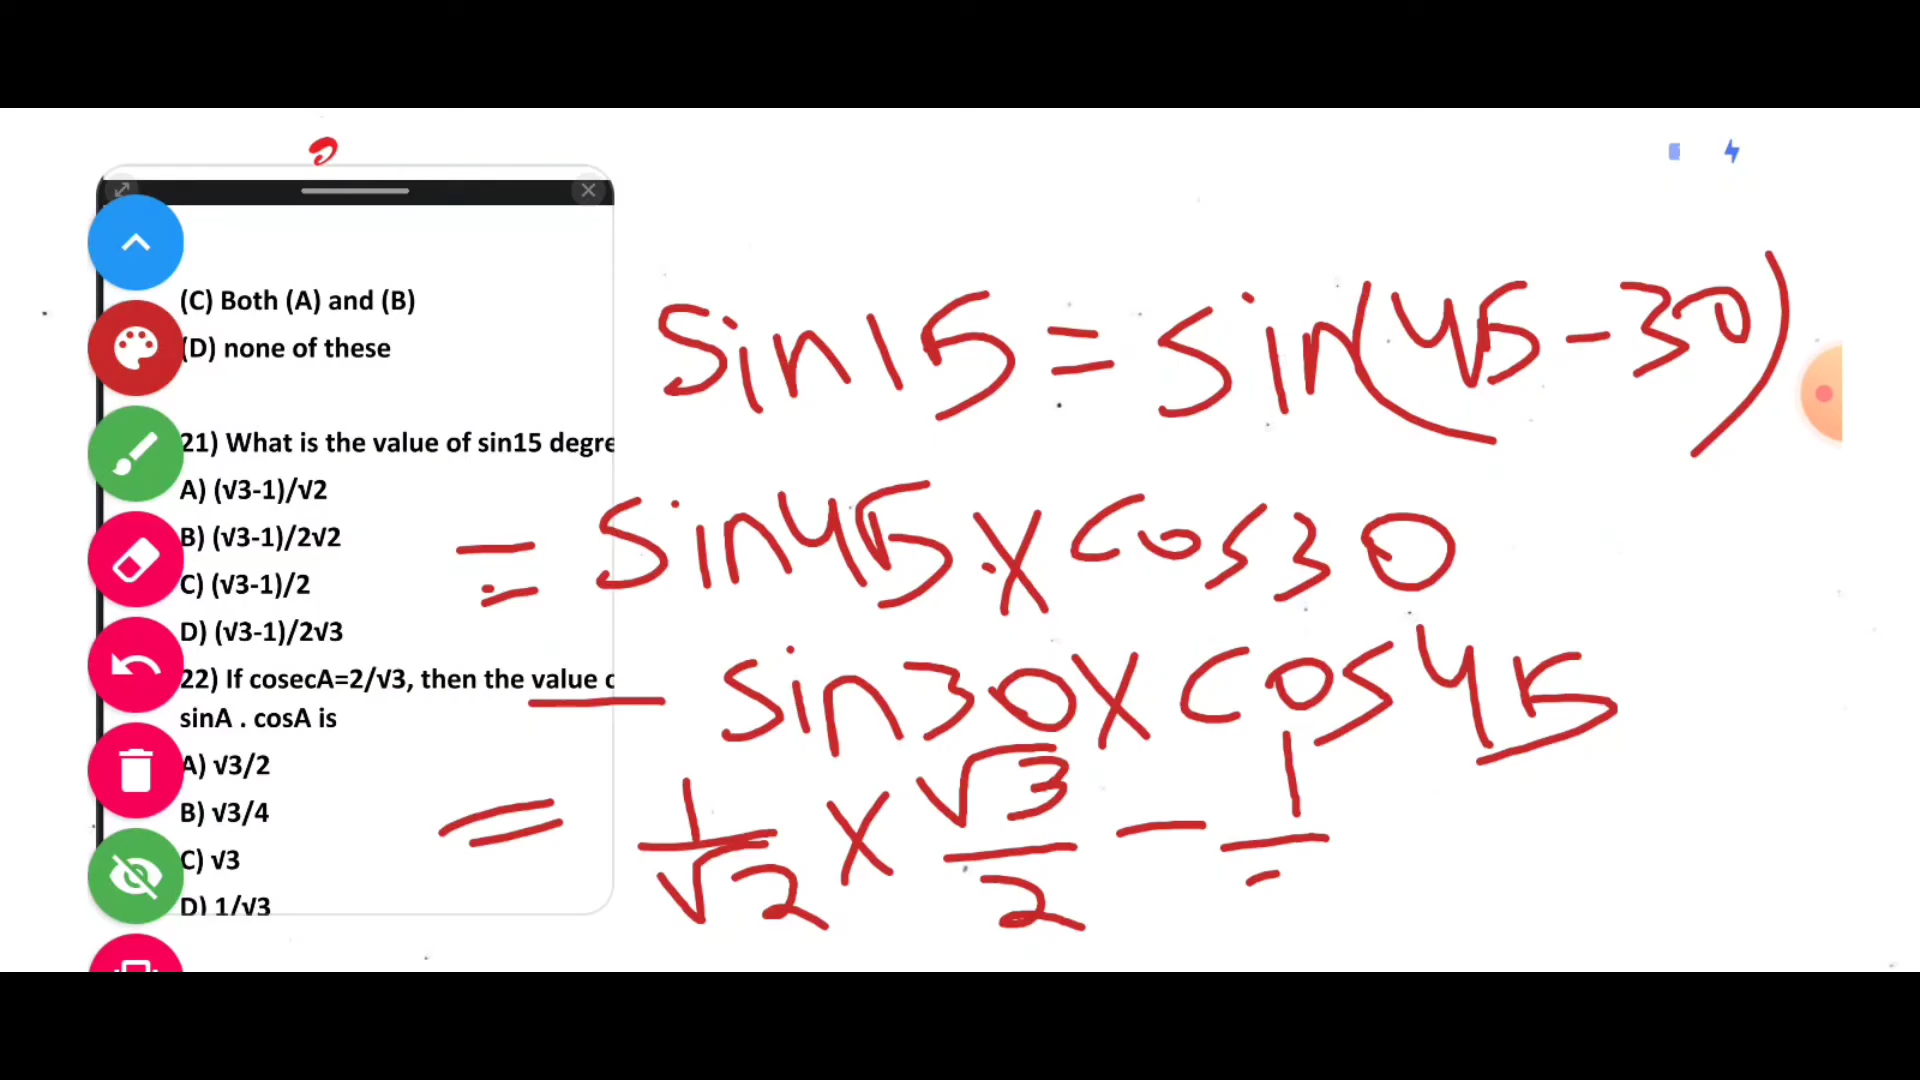 (C) Both (A) and (B)
(D) none of these
21) What is the value of sin15 degre
A) (√3-1)/√2
B) (√3-1)/2√2
C) (√3-1)/2
D) (√3-1)/2√3
22) If cosecA=2/√3, then the value
sinA . cosA is
A) √3/2
B) √3/4
C) √3
D) 1/√3
sin15 = sin(45-30)
= sin45 × cos30
- sin30 × cos45
= 1/√2 × √3/2 - 1/